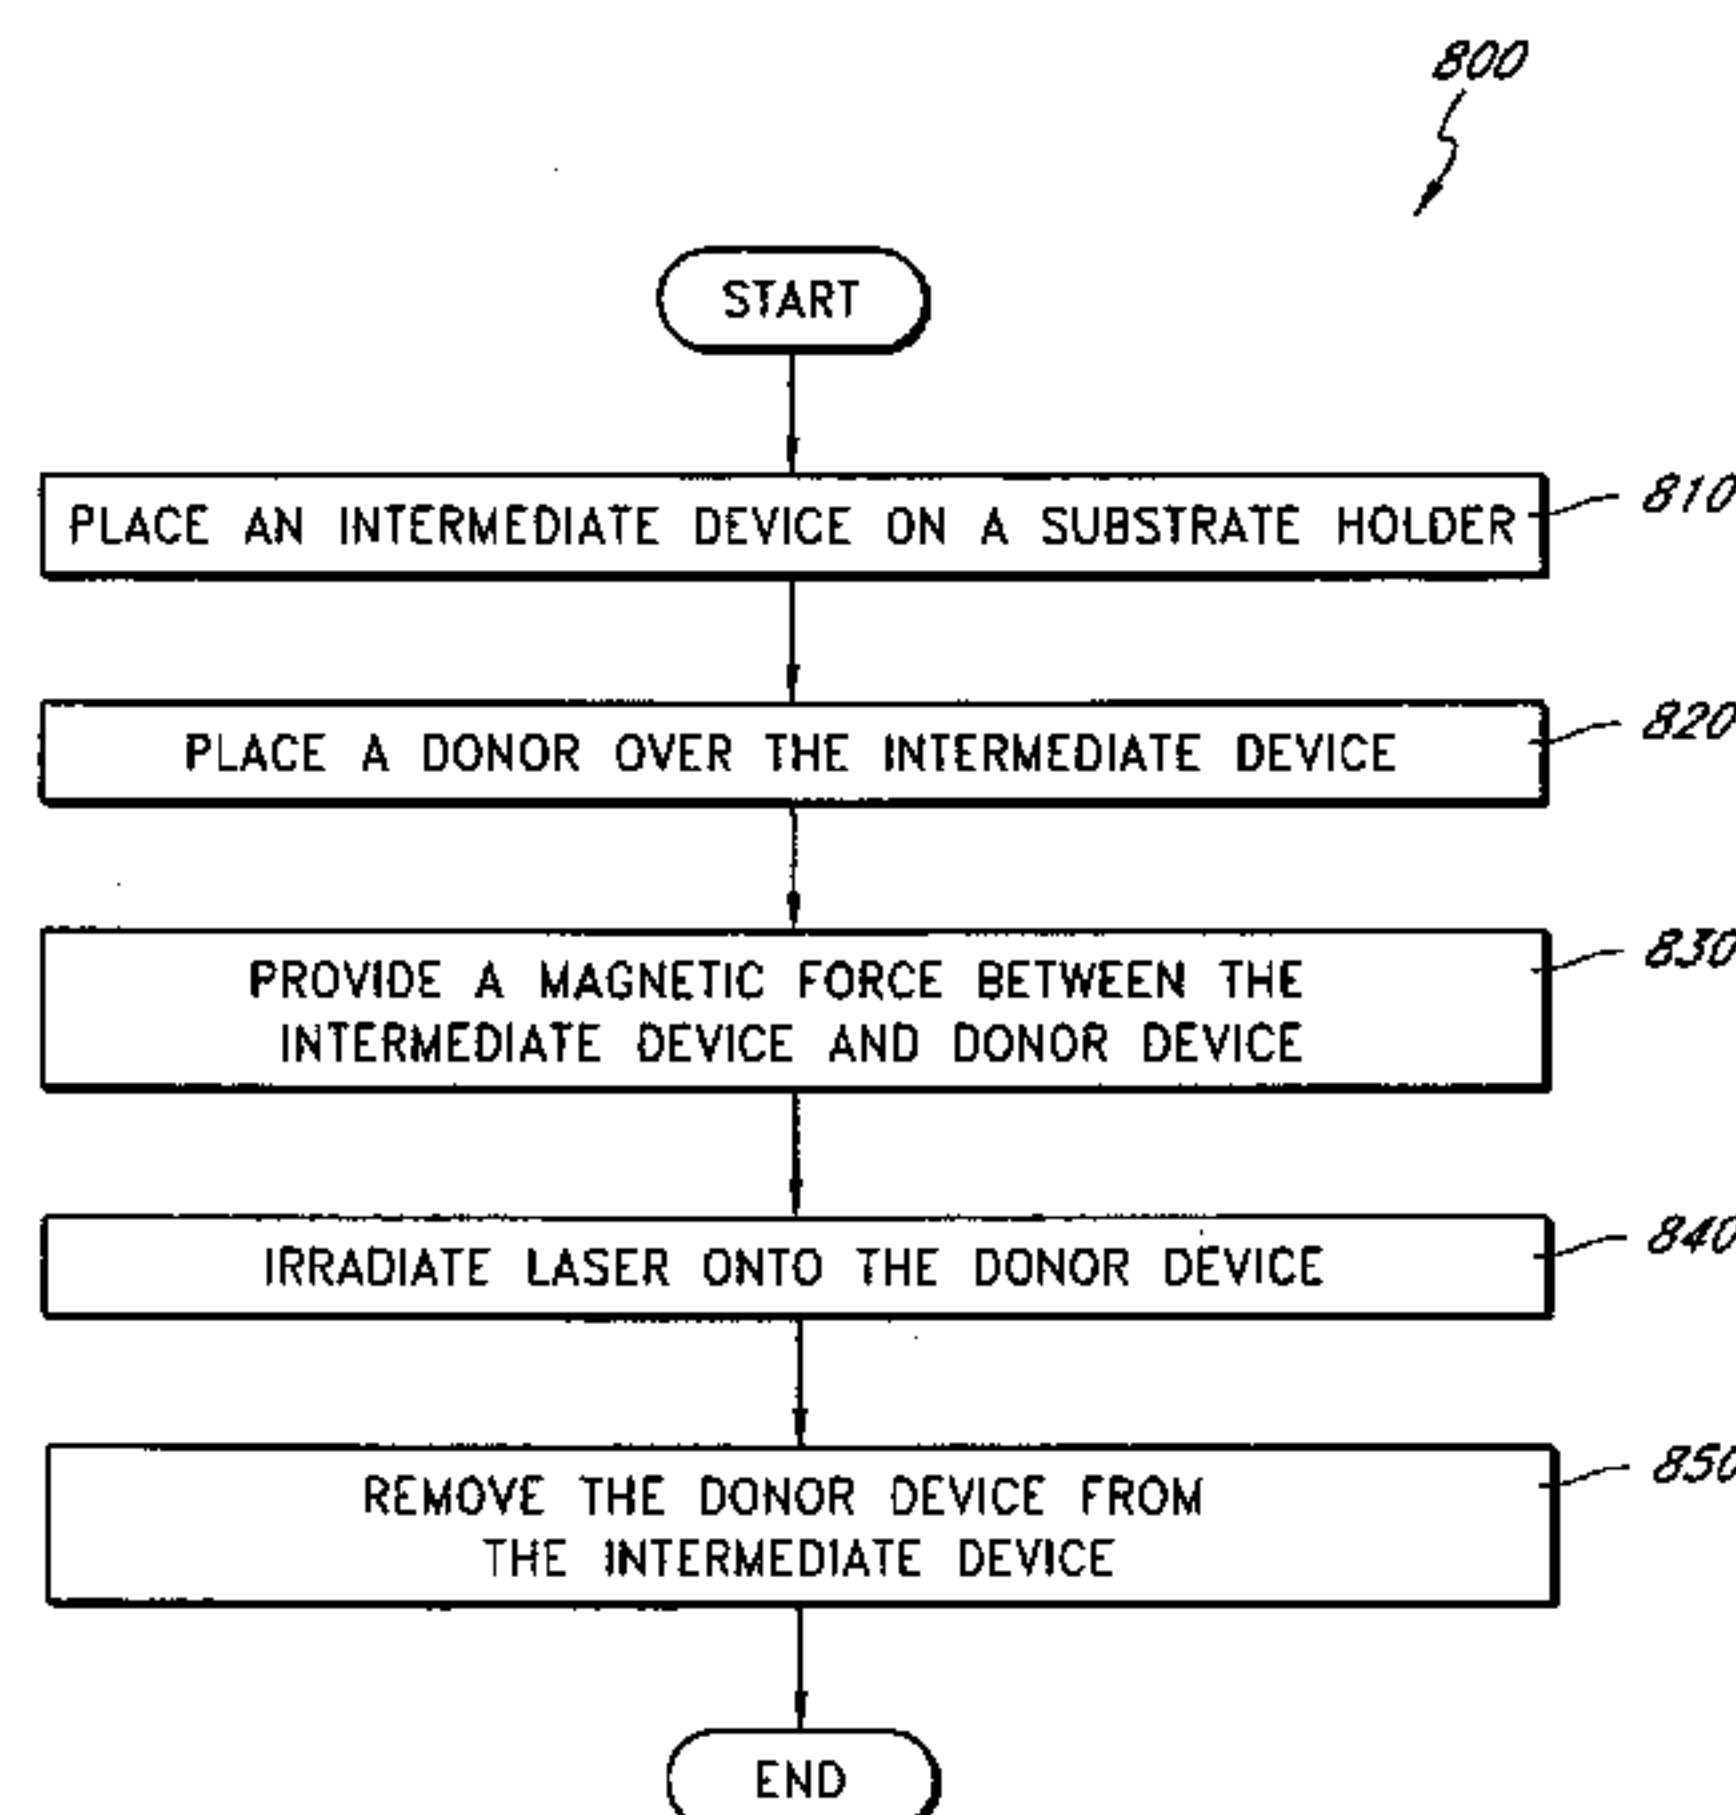 800
START
PLACE AN INTERMEDIATE DEVICE ON A SUBSTRATE HOLDER
810
PLACE A DONOR OVER THE INTERMEDIATE DEVICE
820
PROVIDE A MAGNETIC FORCE BETWEEN THE
INTERMEDIATE DEVICE AND DONOR DEVICE
830
IRRADIATE LASER ONTO THE DONOR DEVICE
840
REMOVE THE DONOR DEVICE FROM
THE INTERMEDIATE DEVICE
850
END